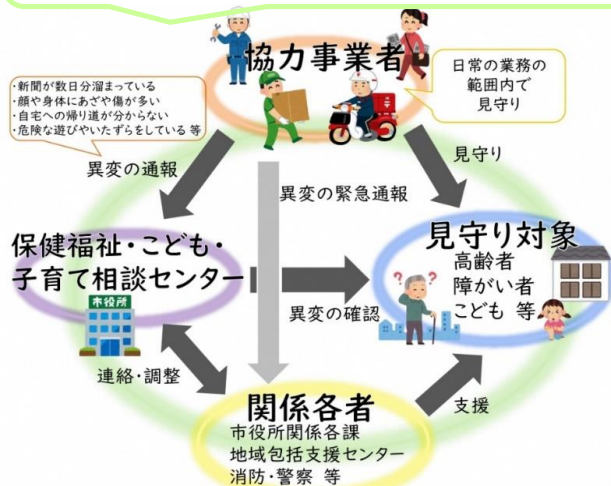 協力事業者
・新聞が数日分溜まっている
・顔や身体にあざや傷が多い
・自宅への帰り道が分からない
・危険な遊びやいたずらをしている 等
日常の業務の
範囲内で
見守り
異変の通報
異変の緊急通報
見守り
保健福祉・こども・
子育て相談センター
市役所
異変の確認
見守り対象
高齢者
障がい者
こども 等
連絡・調整
支援
関係各者
市役所関係各課
地域包括支援センター
消防・警察 等